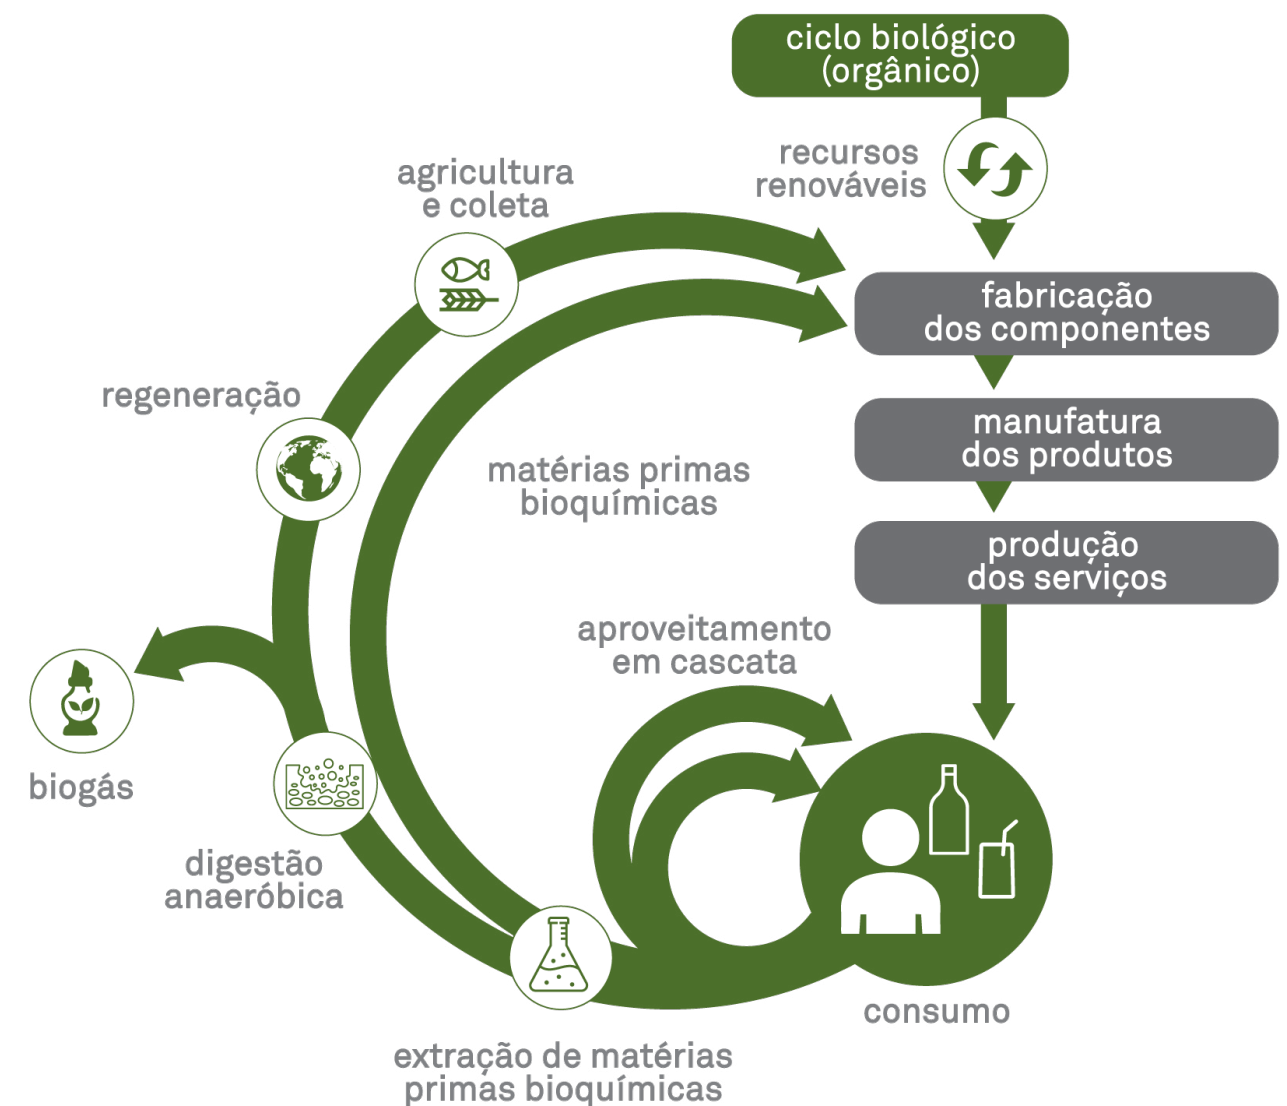 ciclo biológico
(orgânico)
recursos
renováveis
agricultura
e coleta
fabricação
dos componentes
regeneração
manufatura
dos produtos
matérias primas
bioquímicas
produção
dos serviços
aproveitamento
em cascata
biogás
digestão
anaeróbica
consumo
extração de matérias
primas bioquímicas